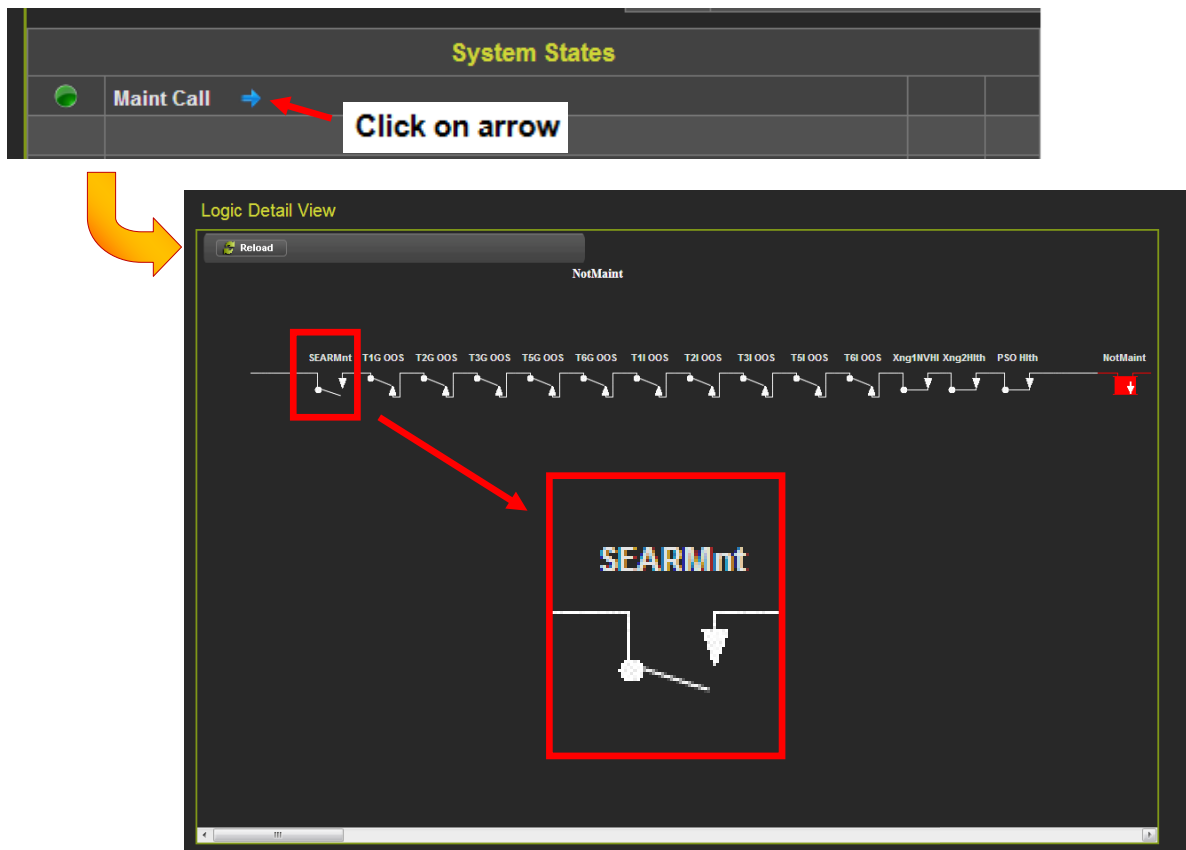 System States
Maint Call
Click on arrow
Logic Detail View
Reload
NotMaint
SEARMnt T1G OOS T2G OOS T3G OOS T5G OOS T6G OOS T1I OOS T2I OOS T3I OOS T5I OOS T6I OOS Xng1NVHl Xng2Hlth PSO Hlth NotMaint
SEARMnt